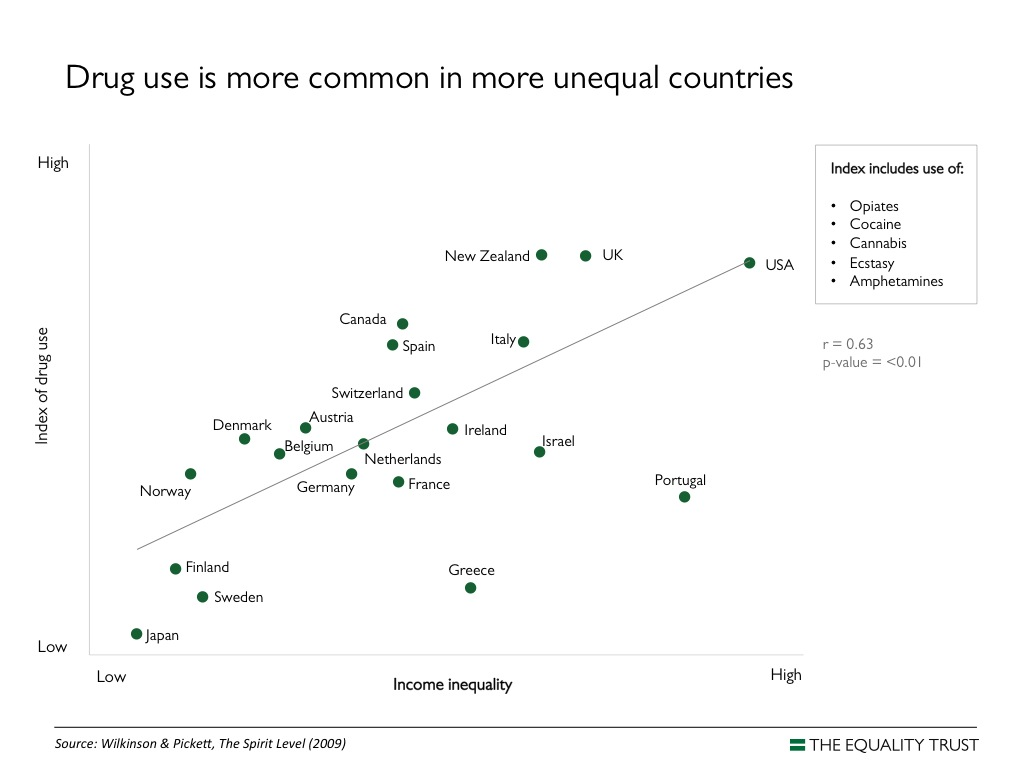 Drug use is more common in more unequal countries
High
Index includes use of:
• Opiates
• Cocaine
• Cannabis
• Ecstasy
• Amphetamines
New Zealand
UK
USA
Canada
Spain
Italy
r = 0.63
p-value = <0.01
Index of drug use
Switzerland
Austria
Denmark
Ireland
Belgium
Israel
Netherlands
Norway
Germany
France
Portugal
Finland
Greece
Sweden
Japan
Low
Low
High
Income inequality
Source: Wilkinson & Pickett, The Spirit Level (2009)
THE EQUALITY TRUST